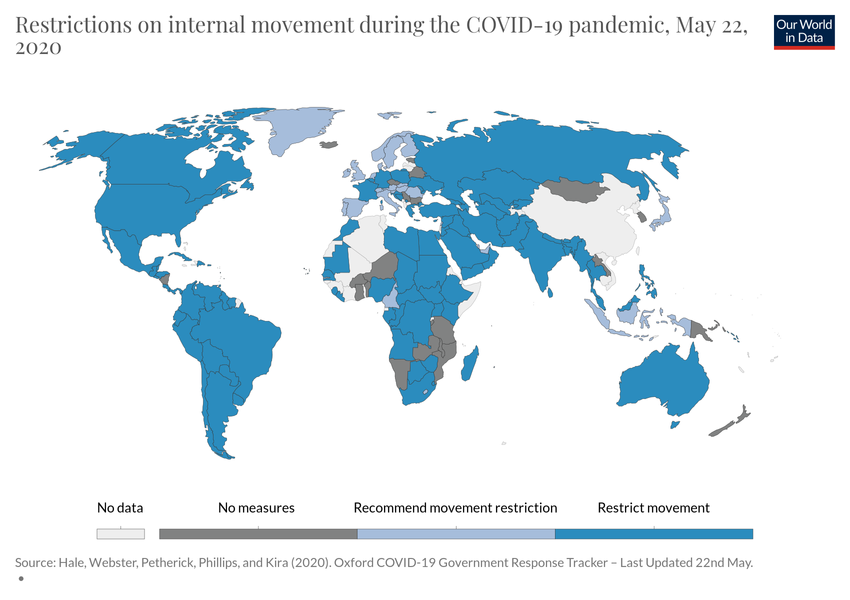 Restrictions on internal movement during the COVID-19 pandemic, May 22,
2020
Our World
in Data
No data
No measures
Recommend movement restriction
Restrict movement
Source: Hale, Webster, Petherick, Phillips, and Kira (2020). Oxford COVID-19 Government Response Tracker – Last Updated 22nd May.